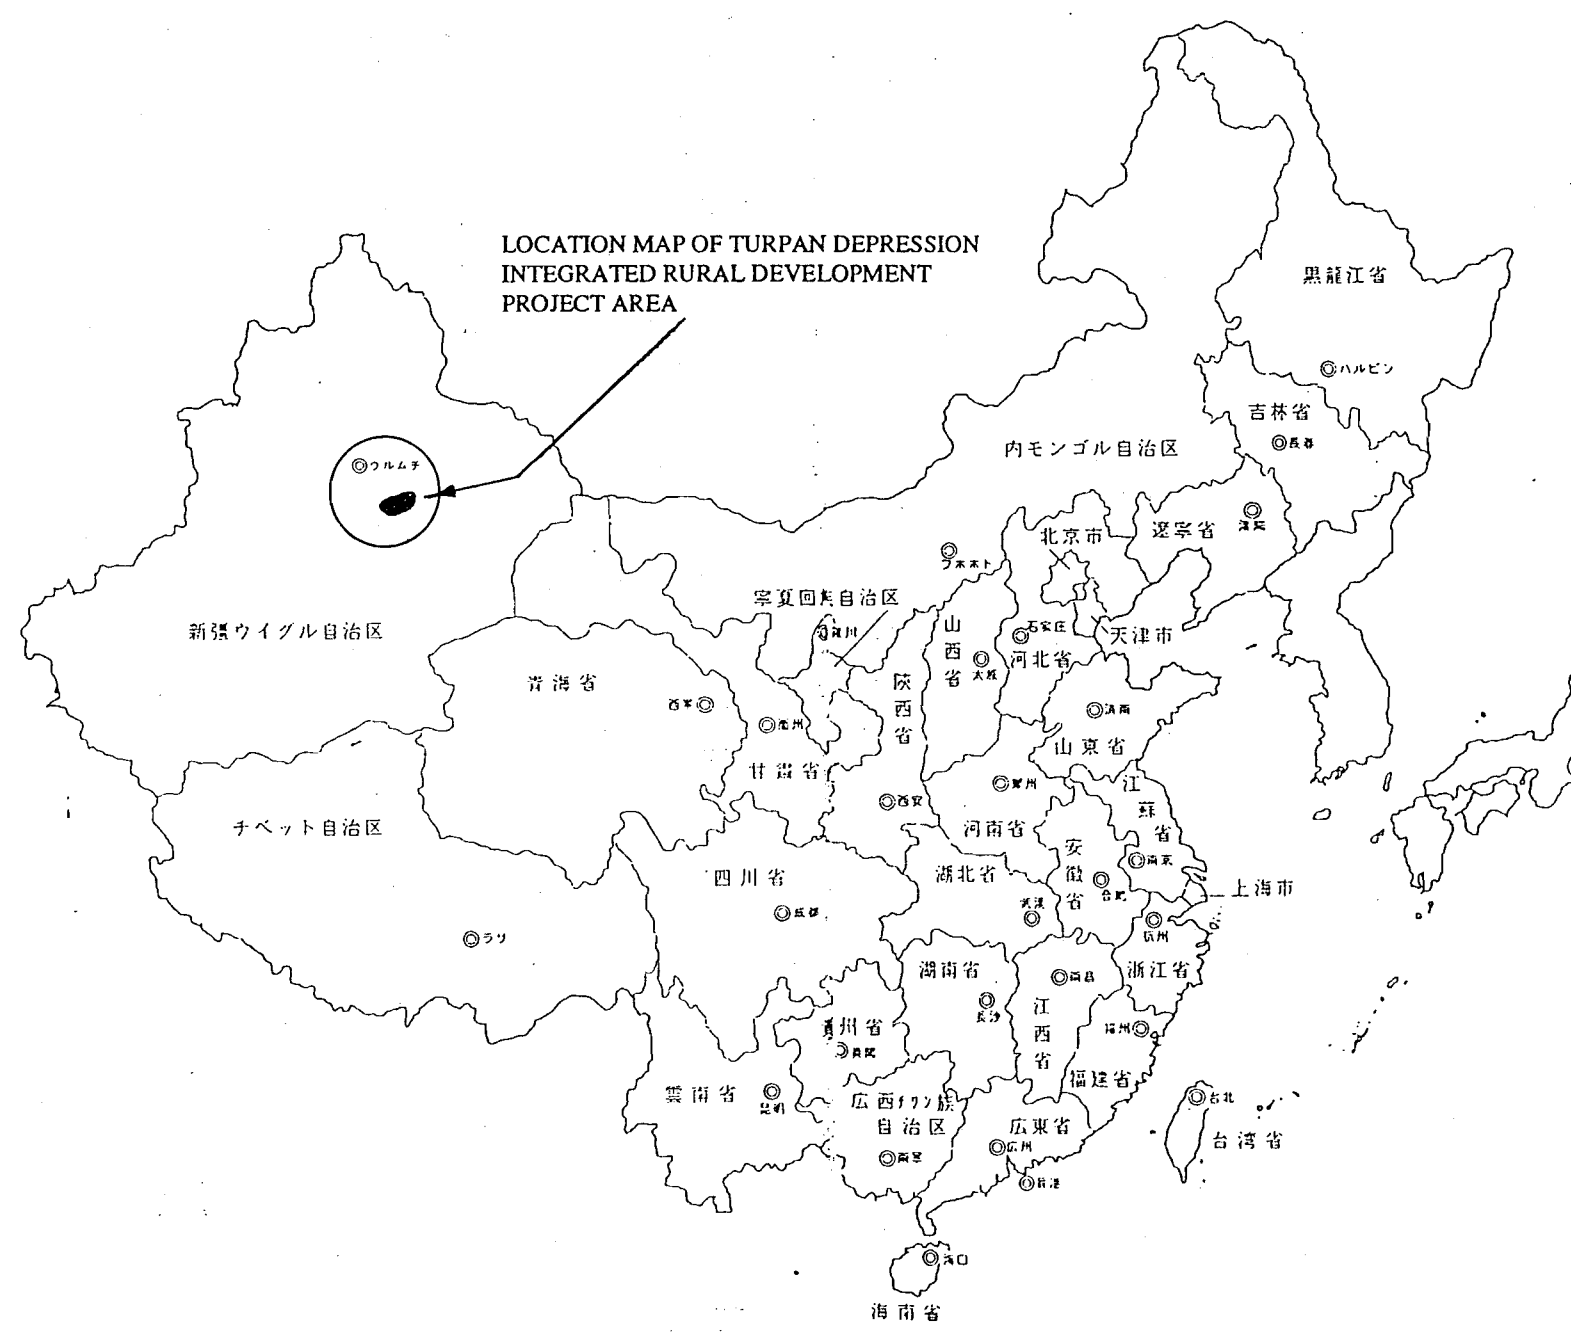 LOCATION MAP OF TURPAN DEPRESSION
INTEGRATED RURAL DEVELOPMENT
PROJECT AREA
黒龍江省
ハルビン
吉林省
長春
内モンゴル自治区
ウルムチ
遼寧省
北京市
フホホト
寧夏回族自治区
新彊ウイグル自治区
山西省
石家庄
天津市
河北省
青海省
陝西省
済南
山東省
甘粛省
江蘇省
西安
鄭州
チベット自治区
河南省
安徽省
南京
四川省
湖北省
上海市
合肥
成都
武漢
杭州
ラサ
湖南省
浙江省
南昌
長沙
江西省
貴州省
福州
貴陽
福建省
雲南省
昆明
広西チワン族
自治区
広東省
台北
広州
台湾省
南寧
海口
海南省